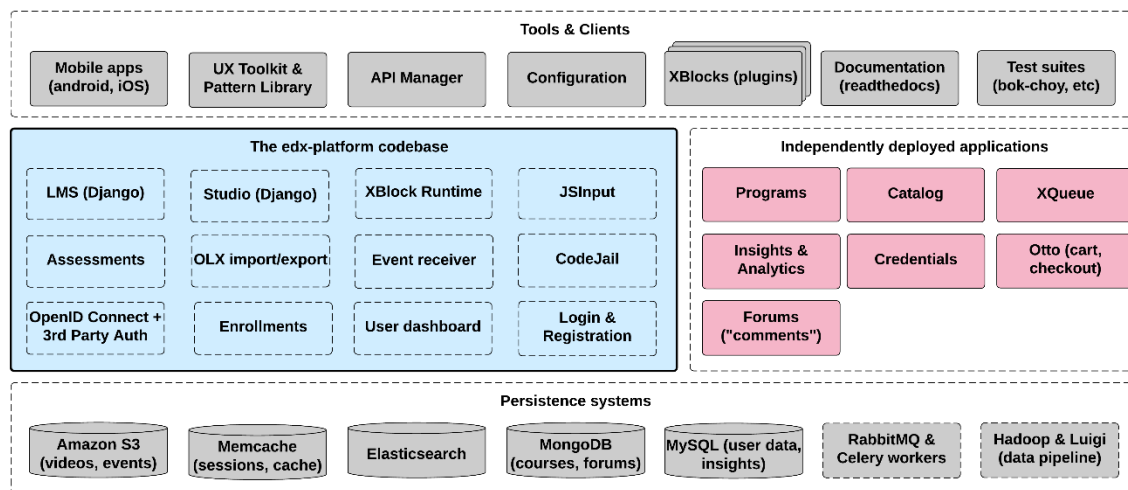 Tools & Clients
Mobile apps
(android, iOS)
UX Toolkit &
Pattern Library
API Manager
Configuration
XBlocks (plugins)
Documentation
(readthedocs)
Test suites
(bok-choy, etc)
The edx-platform codebase
LMS (Django)
Studio (Django)
XBlock Runtime
JSInput
Assessments
OLX import/export
Event receiver
CodeJail
OpenID Connect +
3rd Party Auth
Enrollments
User dashboard
Login &
Registration
Independently deployed applications
Programs
Catalog
XQueue
Insights &
Analytics
Credentials
Otto (cart,
checkout)
Forums
("comments")
Persistence systems
Amazon S3
(videos, events)
Memcache
(sessions, cache)
Elasticsearch
MongoDB
(courses, forums)
MySQL (user data,
insights)
RabbitMQ &
Celery workers
Hadoop & Luigi
(data pipeline)